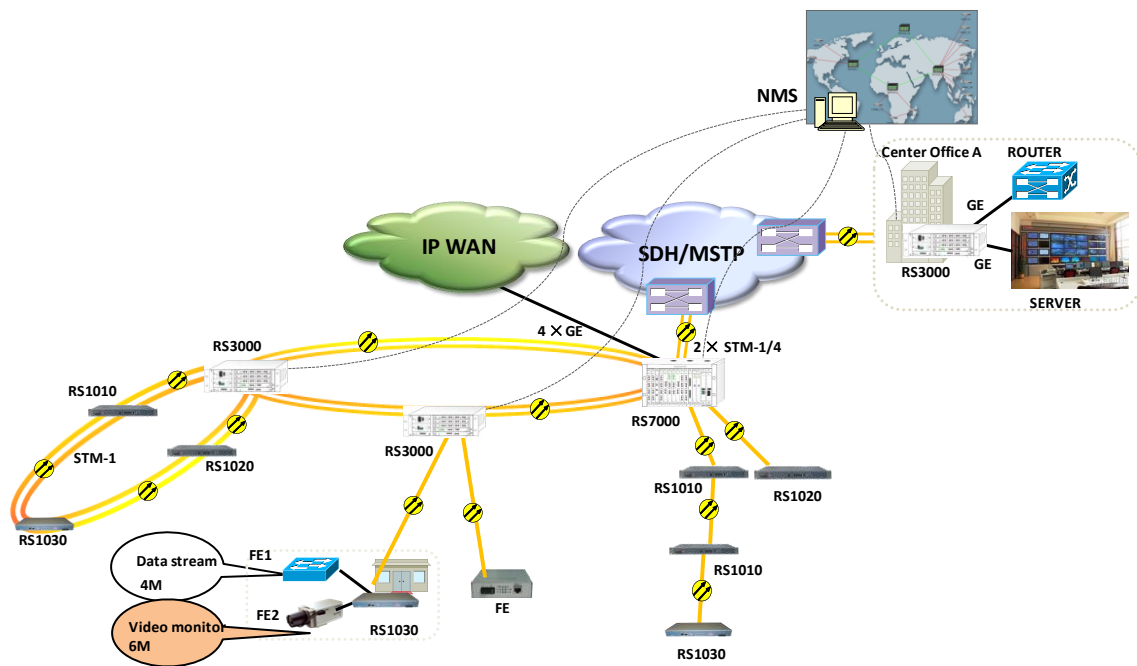 NMS
Center Office A
ROUTER
GE
RS3000
GE
SERVER
IP WAN
SDH/MSTP
4 × GE
2 × STM-1/4
RS3000
RS7000
RS1010
STM-1
RS1020
RS1030
RS3000
RS1010
RS1020
RS1010
RS1030
FE1
Data stream
4M
FE2
Video monitor
6M
RS1030
FE